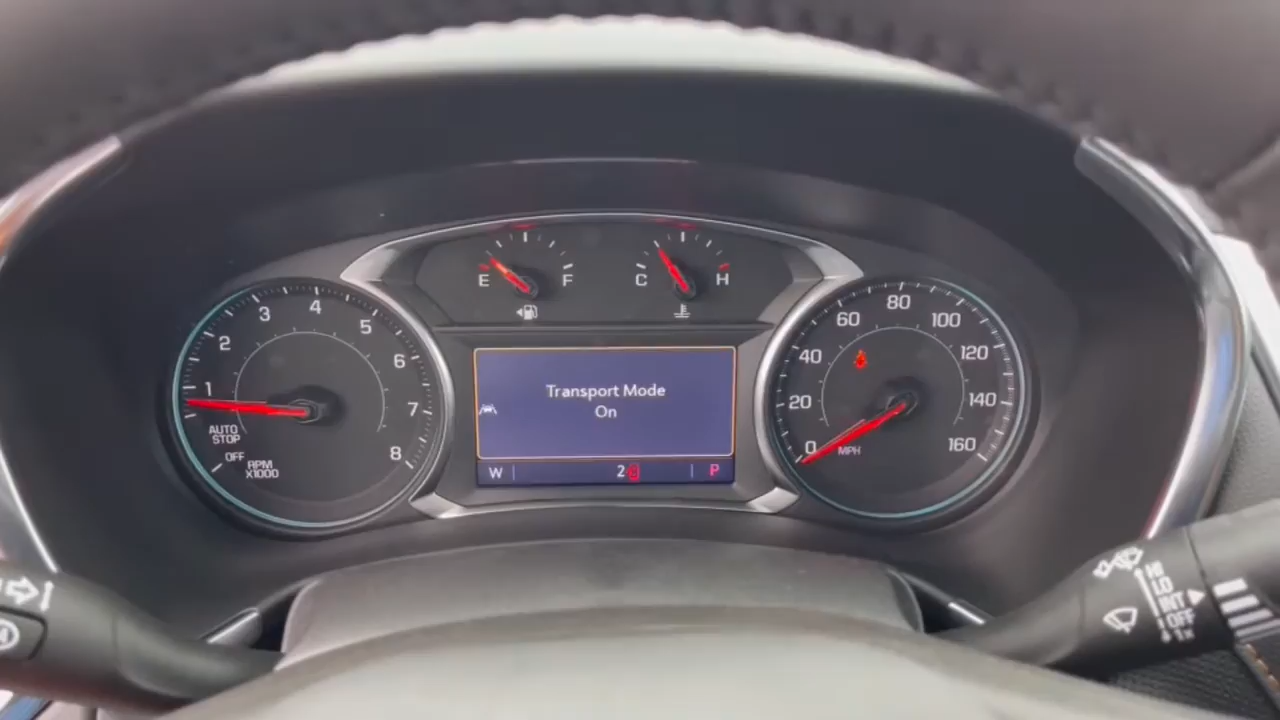 E F C H
1 2 3 4 5 6 7 8
AUTO
STOP
OFF
RPM
X1000
Transport Mode
On
W 2 P
0 20 40 60 80 100 120 140 160
MPH
HI
LO
INT
OFF
1x